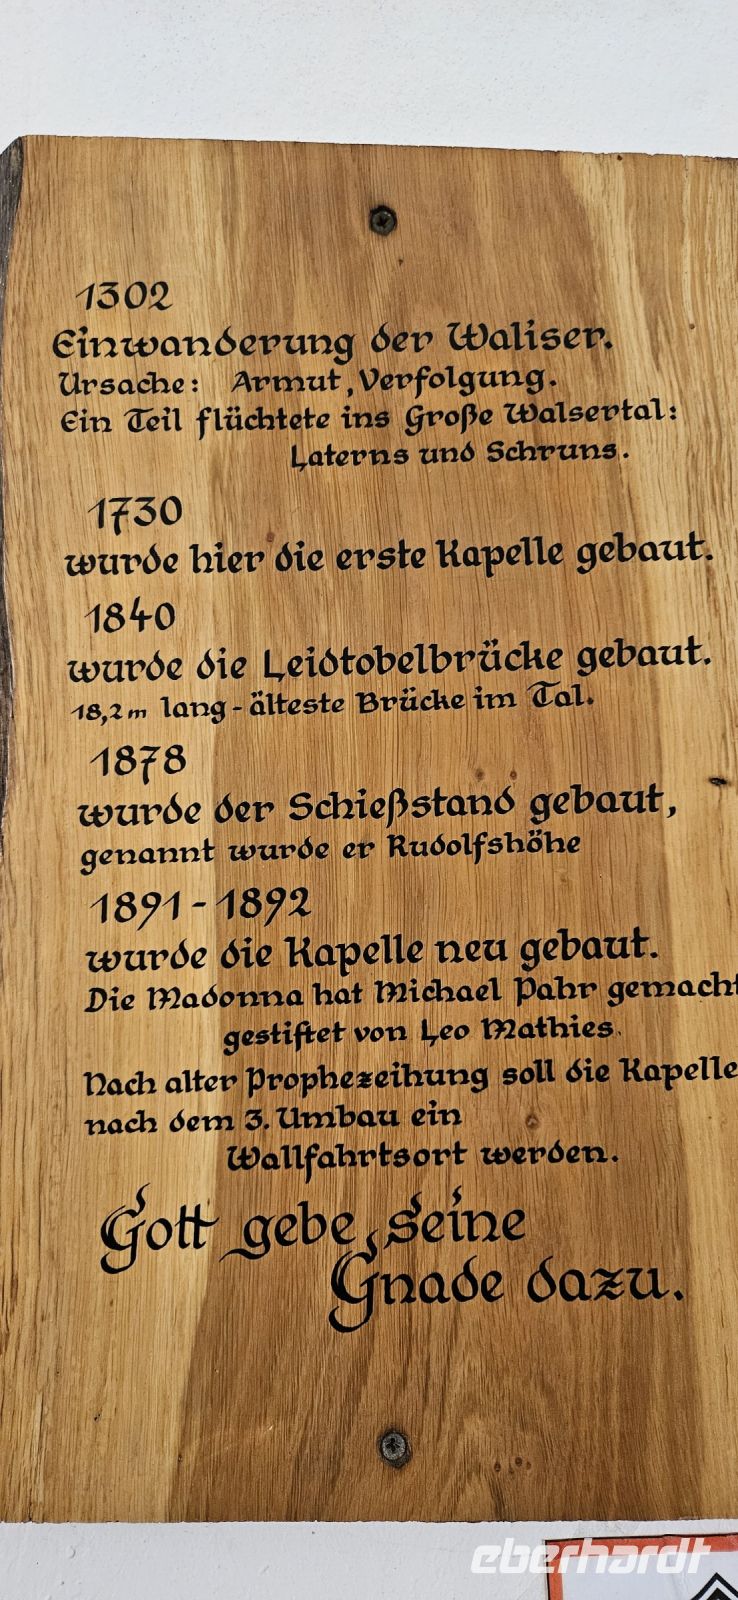 1302
Einwanderung der Waliser.
Ursache: Armut, Verfolgung.
Ein Teil flüchtete ins Große Walsertal:
Laterns und Schruns.
1730
wurde hier die erste Kapelle gebaut.
1840
wurde die Leidtobelbrücke gebaut.
18,2 m lang - älteste Brücke im Tal.
1878
wurde der Schießstand gebaut,
genannt wurde er Rudolfshöhe
1891 - 1892
wurde die Kapelle neu gebaut.
Die Madonna hat Michael Pahr gemacht
gestiftet von Leo Mathies.
Nach alter Prophezeihung soll die Kapelle
nach dem 3. Umbau ein
Wallfahrtsort werden.
Gott gebe, seine
Gnade dazu.
eberhardt